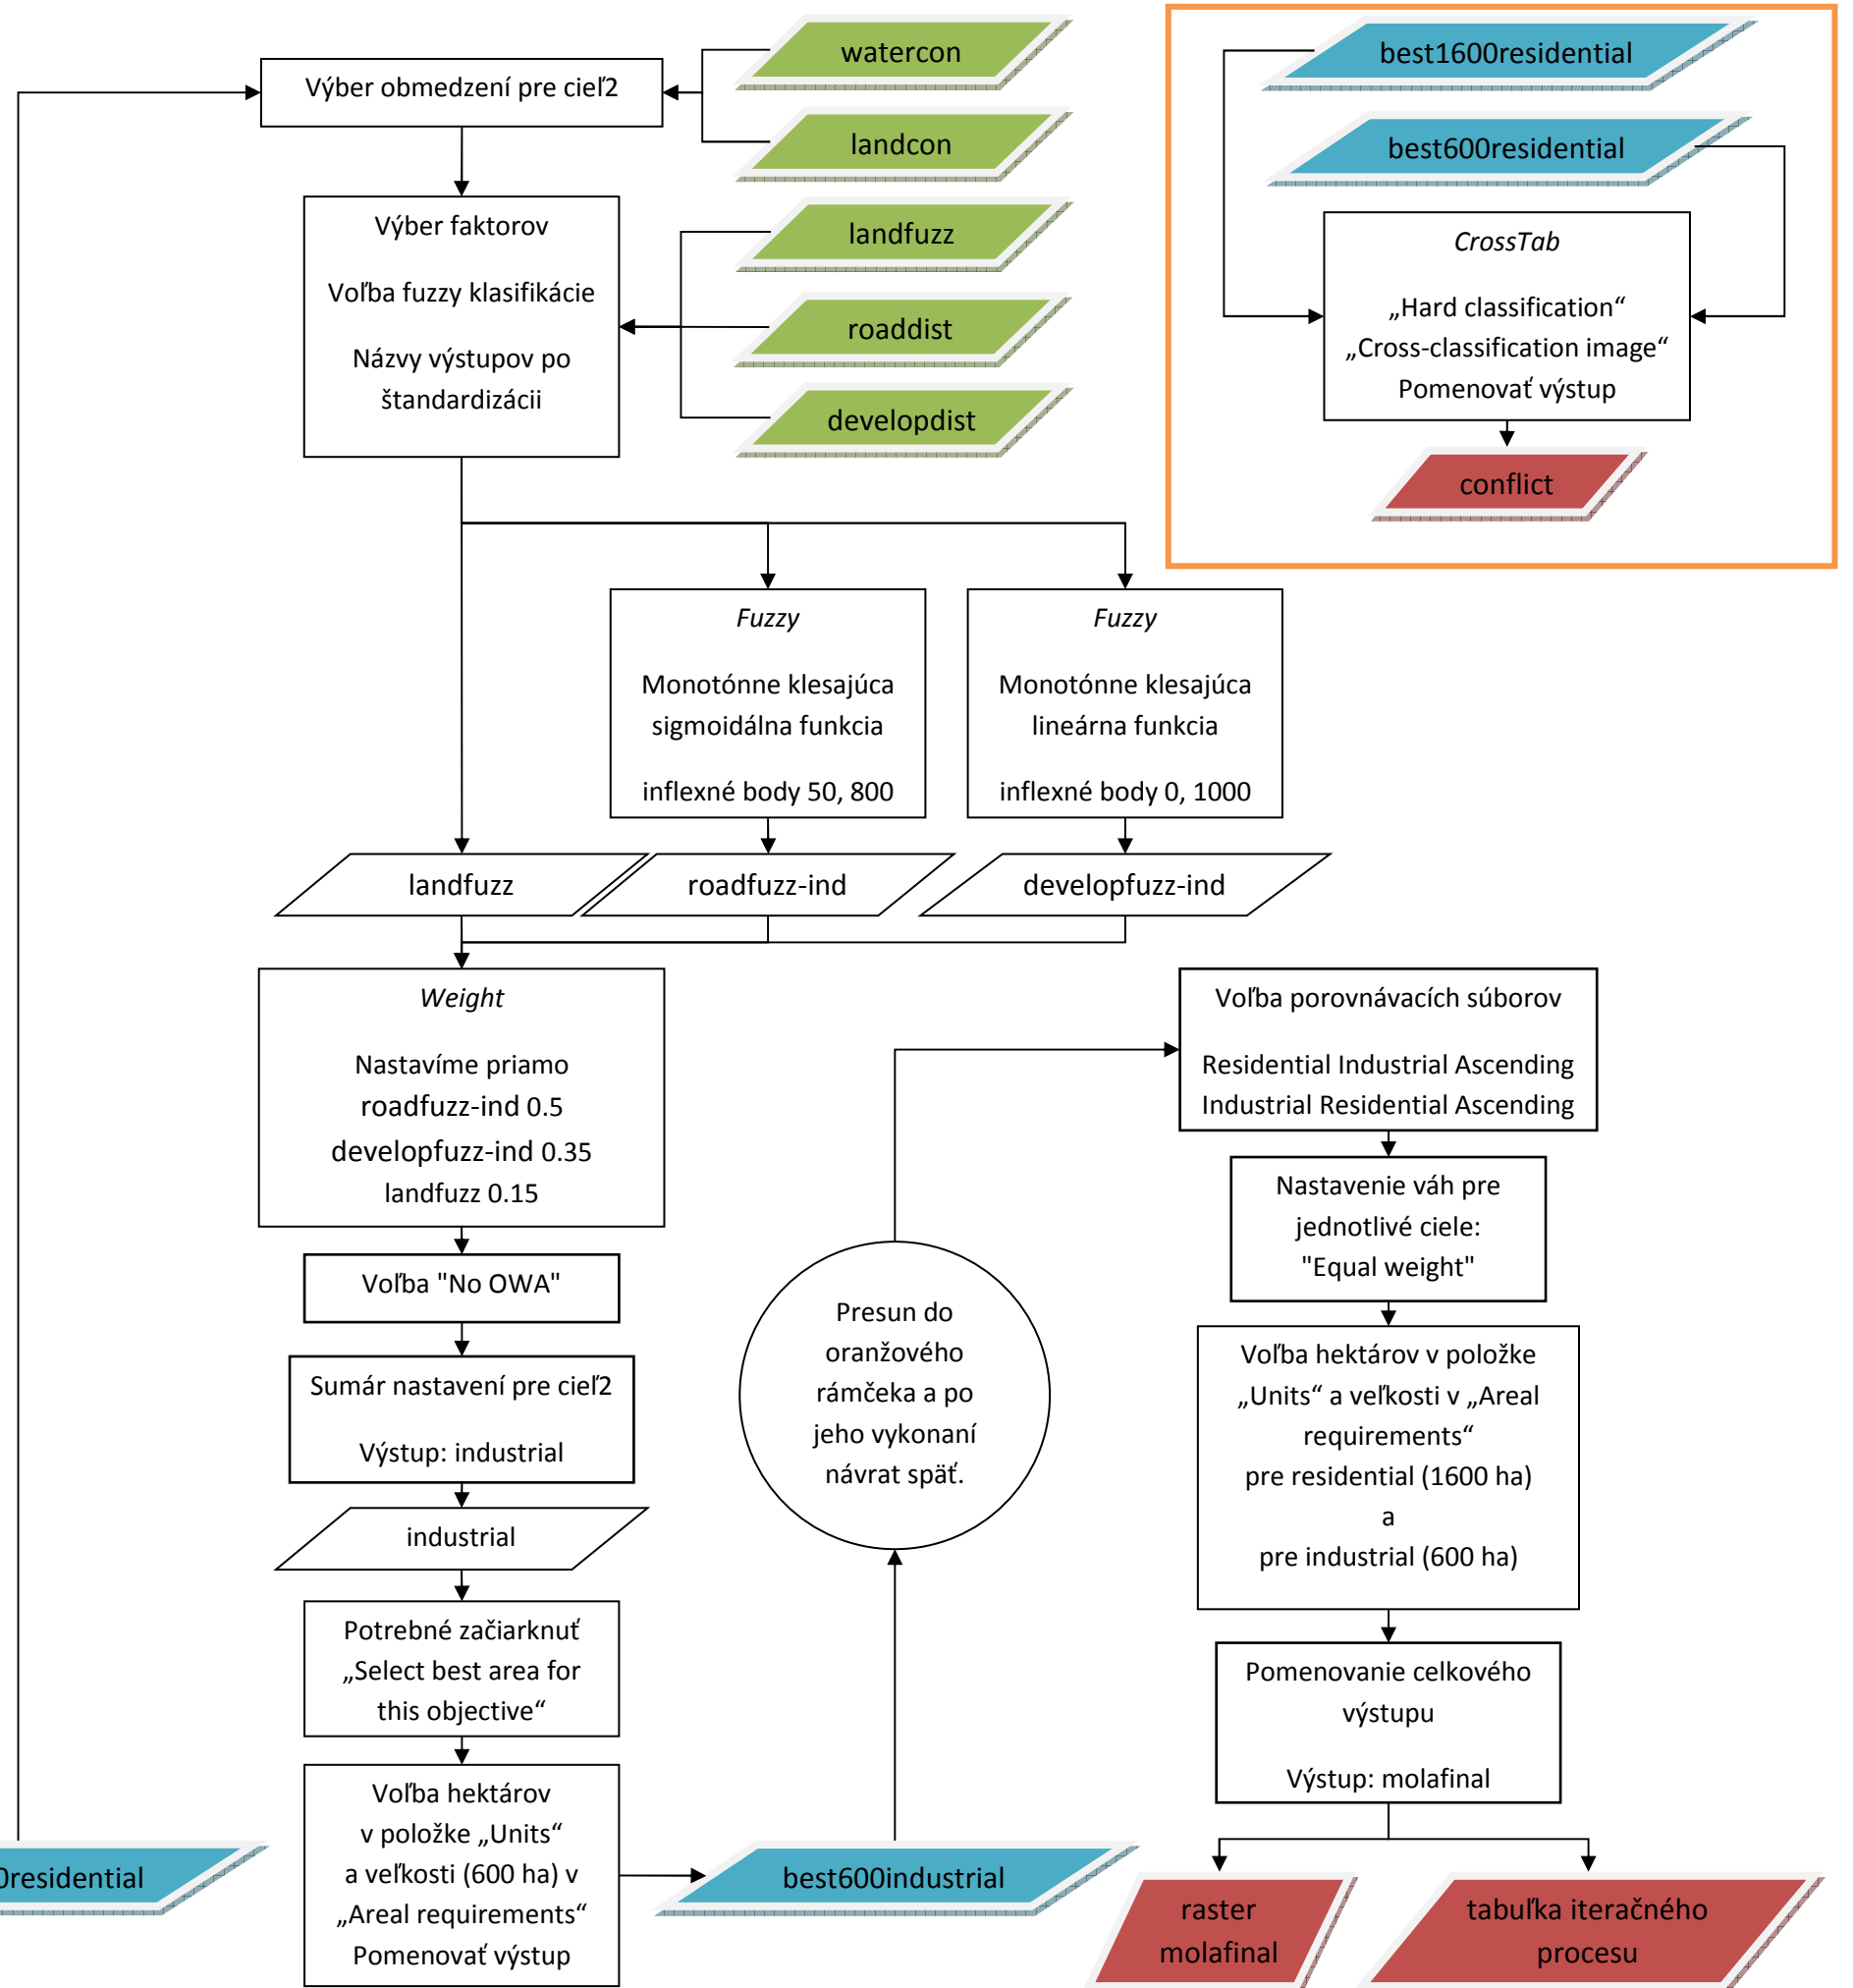 watercon
Výber obmedzení pre cieľ2
landcon
Výber faktorov
Voľba fuzzy klasifikácie
Názvy výstupov po
štandardizácii
landfuzz
roaddist
developdist
best1600residential
best600residential
CrossTab
„Hard classification“
„Cross-classification image“
Pomenovať výstup
conflict
Fuzzy
Monotónne klesajúca
sigmoidálna funkcia
inflexné body 50, 800
Fuzzy
Monotónne klesajúca
lineárna funkcia
inflexné body 0, 1000
landfuzz
roadfuzz-ind
developfuzz-ind
Weight
Nastavíme priamo
roadfuzz-ind 0.5
developfuzz-ind 0.35
landfuzz 0.15
Voľba "No OWA"
Sumár nastavení pre cieľ2
Výstup: industrial
industrial
Potrebné začiarknuť
„Select best area for
this objective“
Voľba hektárov
v položke „Units“
a veľkosti (600 ha) v
„Areal requirements“
Pomenovať výstup
0residential
best600industrial
Presun do
oranžového
rámčeka a po
jeho vykonaní
návrat späť.
Voľba porovnávacích súborov
Residential Industrial Ascending
Industrial Residential Ascending
Nastavenie váh pre
jednotlivé ciele:
"Equal weight"
Voľba hektárov v položke
„Units“ a veľkosti v „Areal
requirements“
pre residential (1600 ha)
a
pre industrial (600 ha)
Pomenovanie celkového
výstupu
Výstup: molafinal
raster
molafinal
tabuľka iteračného
procesu